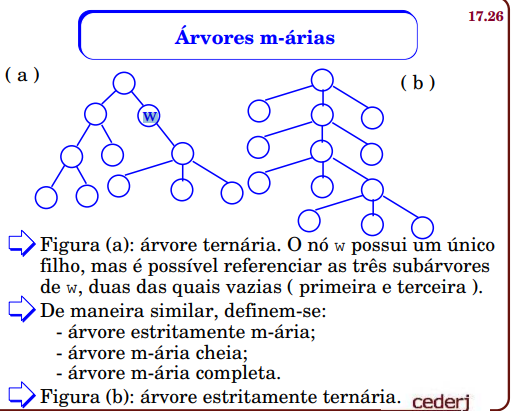 17.26
Árvores m-árias
( a )
( b )
w
Figura (a): árvore ternária. O nó w possui um único
filho, mas é possível referenciar as três subárvores
de w, duas das quais vazias ( primeira e terceira ).
De maneira similar, definem-se:
- árvore estritamente m-ária;
- árvore m-ária cheia;
- árvore m-ária completa.
Figura (b): árvore estritamente ternária.
cederj